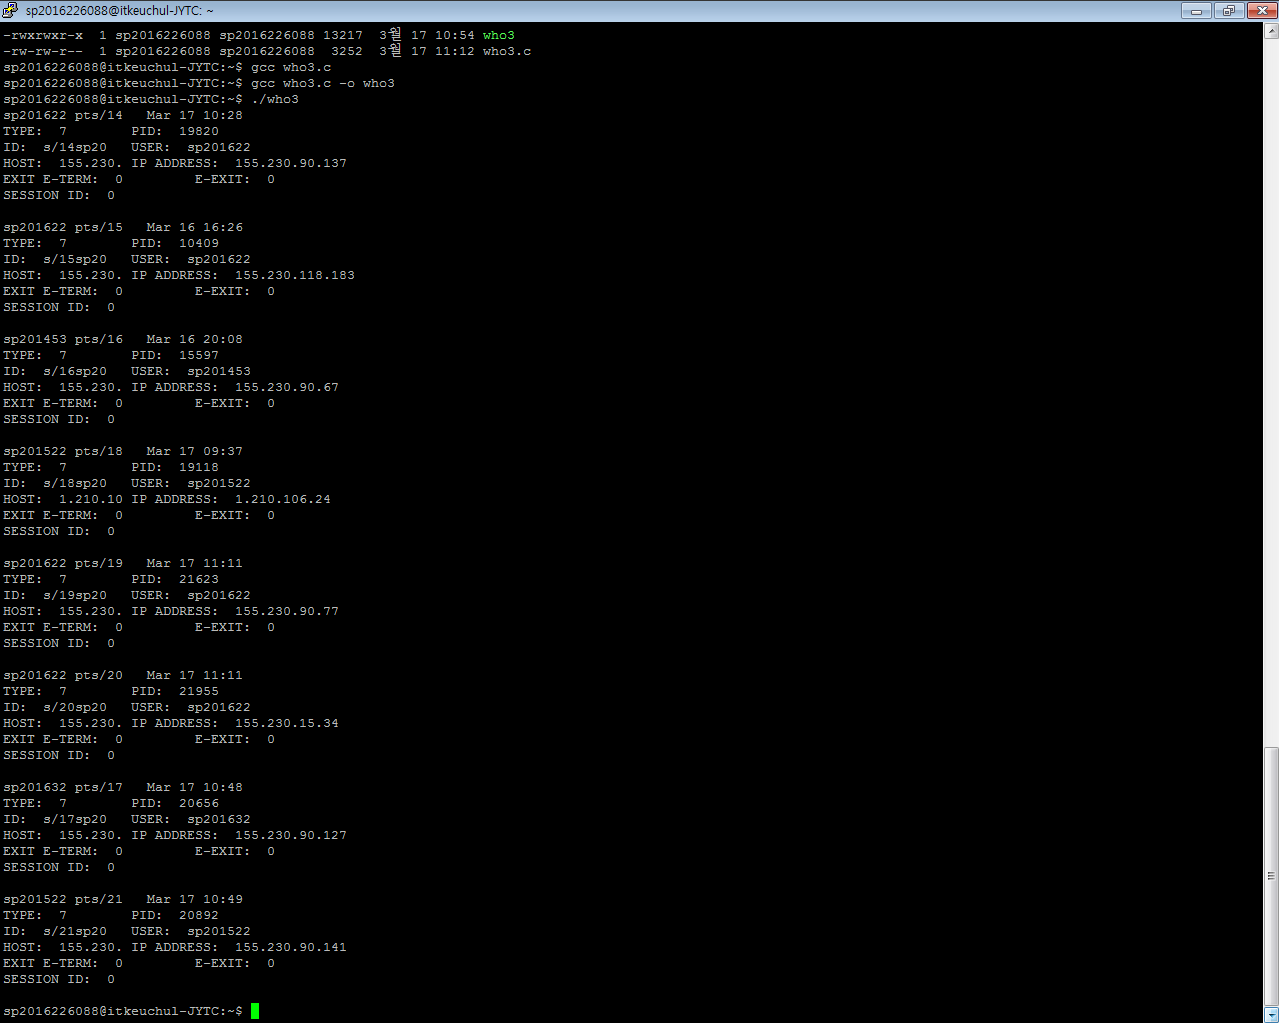 sp2016226088@itkeuchul-JYTC: ~
-rwxrwxr-x 1 sp2016226088 sp2016226088 13217 3월 17 10:54 who3
-rw-rw-r-- 1 sp2016226088 sp2016226088 3252 3월 17 11:12 who3.c
sp2016226088@itkeuchul-JYTC:~$ gcc who3.c
sp2016226088@itkeuchul-JYTC:~$ gcc who3.c -o who3
sp2016226088@itkeuchul-JYTC:~$ ./who3
sp201622 pts/14 Mar 17 10:28
TYPE: 7 PID: 19820
ID: s/14sp20 USER: sp201622
HOST: 155.230. IP ADDRESS: 155.230.90.137
EXIT E-TERM: 0 E-EXIT: 0
SESSION ID: 0
sp201622 pts/15 Mar 16 16:26
TYPE: 7 PID: 10409
ID: s/15sp20 USER: sp201622
HOST: 155.230. IP ADDRESS: 155.230.118.183
EXIT E-TERM: 0 E-EXIT: 0
SESSION ID: 0
sp201453 pts/16 Mar 16 20:08
TYPE: 7 PID: 15597
ID: s/16sp20 USER: sp201453
HOST: 155.230. IP ADDRESS: 155.230.90.67
EXIT E-TERM: 0 E-EXIT: 0
SESSION ID: 0
sp201522 pts/18 Mar 17 09:37
TYPE: 7 PID: 19118
ID: s/18sp20 USER: sp201522
HOST: 1.210.10 IP ADDRESS: 1.210.106.24
EXIT E-TERM: 0 E-EXIT: 0
SESSION ID: 0
sp201622 pts/19 Mar 17 11:11
TYPE: 7 PID: 21623
ID: s/19sp20 USER: sp201622
HOST: 155.230. IP ADDRESS: 155.230.90.77
EXIT E-TERM: 0 E-EXIT: 0
SESSION ID: 0
sp201622 pts/20 Mar 17 11:11
TYPE: 7 PID: 21955
ID: s/20sp20 USER: sp201622
HOST: 155.230. IP ADDRESS: 155.230.15.34
EXIT E-TERM: 0 E-EXIT: 0
SESSION ID: 0
sp201632 pts/17 Mar 17 10:48
TYPE: 7 PID: 20656
ID: s/17sp20 USER: sp201632
HOST: 155.230. IP ADDRESS: 155.230.90.127
EXIT E-TERM: 0 E-EXIT: 0
SESSION ID: 0
sp201522 pts/21 Mar 17 10:49
TYPE: 7 PID: 20892
ID: s/21sp20 USER: sp201522
HOST: 155.230. IP ADDRESS: 155.230.90.141
EXIT E-TERM: 0 E-EXIT: 0
SESSION ID: 0
sp2016226088@itkeuchul-JYTC:~$